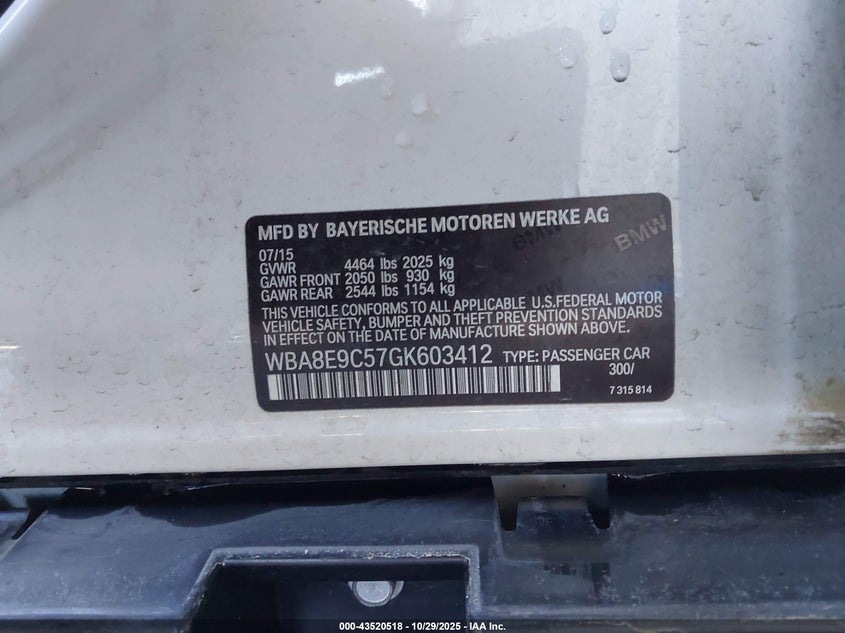 MFD BY BAYERISCHE MOTOREN WERKE AG
BMW BMW
07/15
GVWR 4464 lbs 2025 kg
GAWR FRONT 2050 lbs 930 kg
GAWR REAR 2544 lbs 1154 kg
THIS VEHICLE CONFORMS TO ALL APPLICABLE U.S.FEDERAL MOTOR
VEHICLE SAFETY, BUMPER AND THEFT PREVENTION STANDARDS
IN EFFECT ON THE DATE OF MANUFACTURE SHOWN ABOVE.
WBA8E9C57GK603412 TYPE: PASSENGER CAR
300/
7 315 814
000-43520518 - 10/29/2025 - IAA Inc.